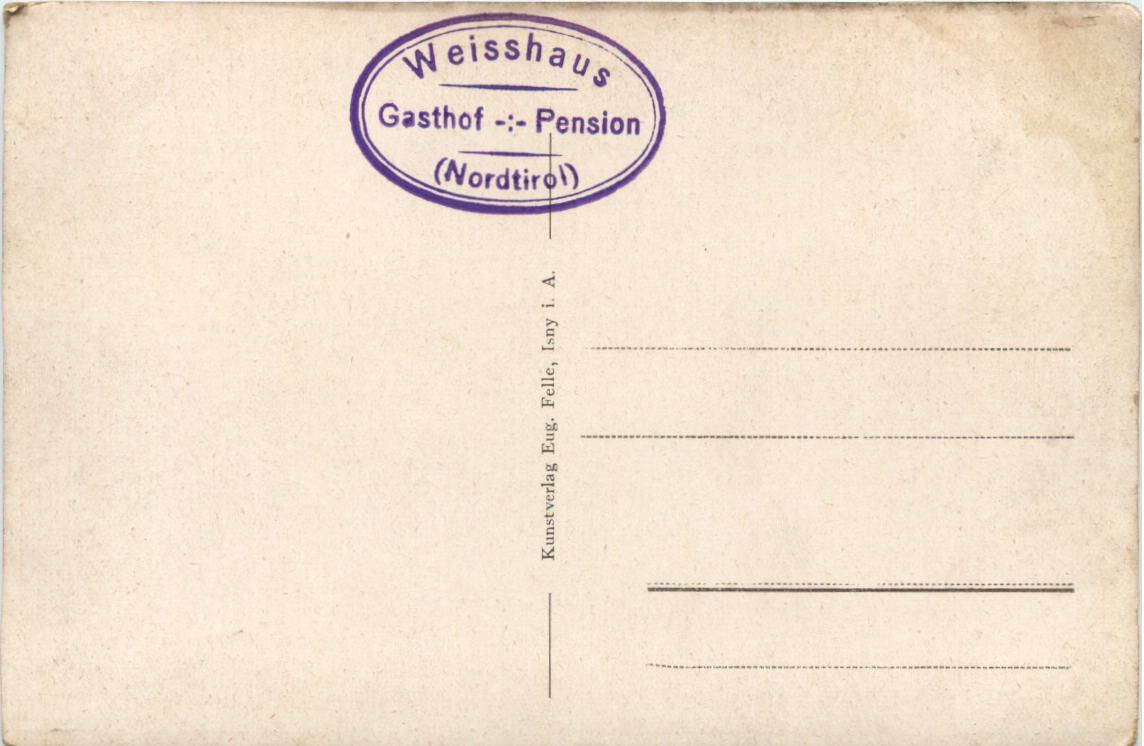 Weisshaus
Gasthof -:- Pension
(Nordtirol)
Kunstverlag Eug. Felle, Isny i. A.